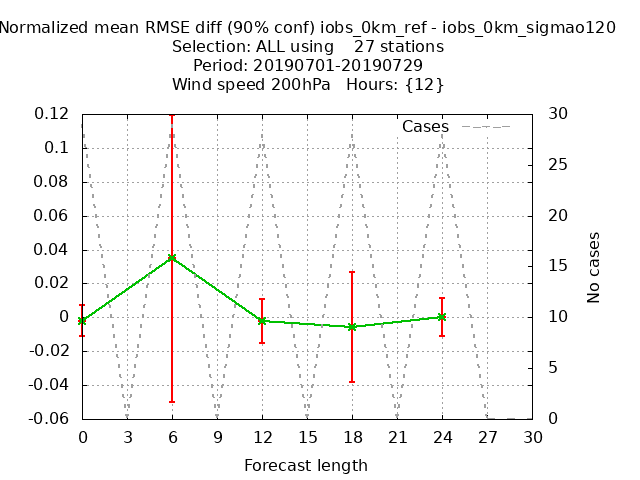 Normalized mean RMSE diff (90% conf) iobs_0km_ref - iobs_0km_sigmao120
Selection: ALL using    27 stations
Period: 20190701-20190729
Wind speed 200hPa   Hours: {12}
Cases
0.12
0.1
0.08
0.06
0.04
0.02
0
-0.02
-0.04
-0.06
30
25
20
15
10
5
0
No cases
0 3 6 9 12 15 18 21 24 27 30
Forecast length